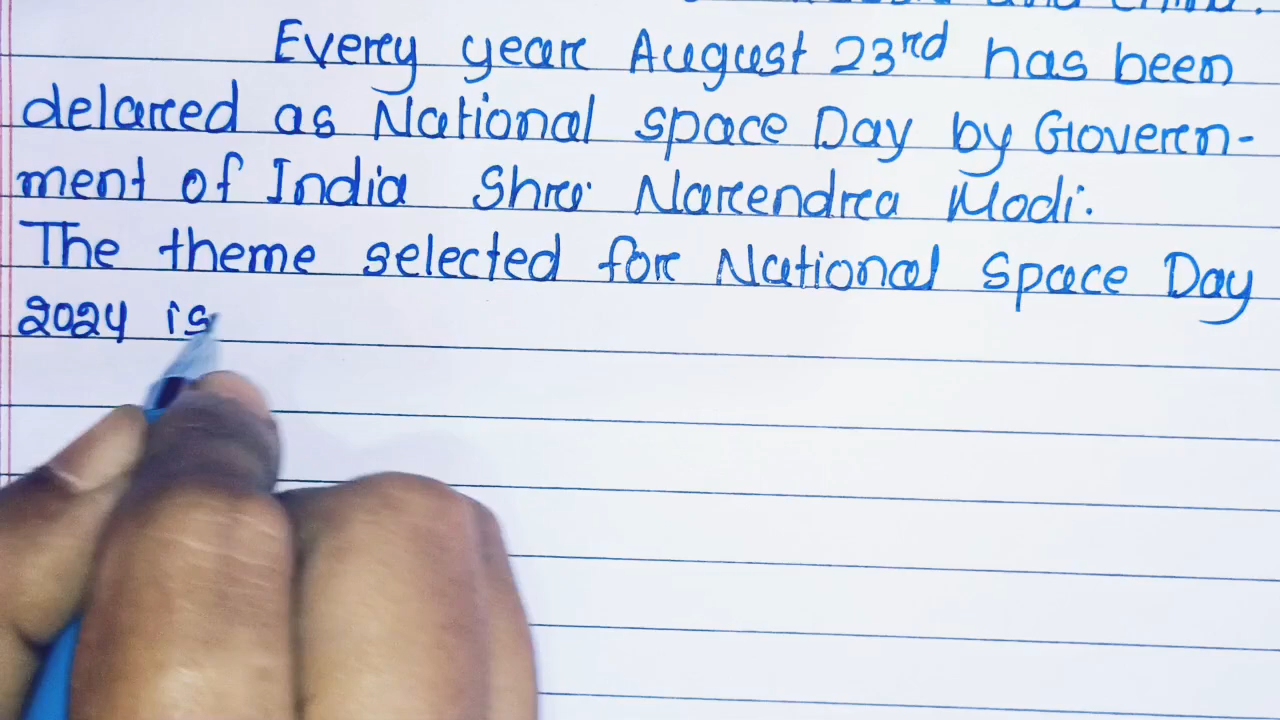 Every year August 23rd has been
delared as National space Day by Govern-
ment of India Shri Narendra Modi.
The theme selected for National Space Day
2024 is